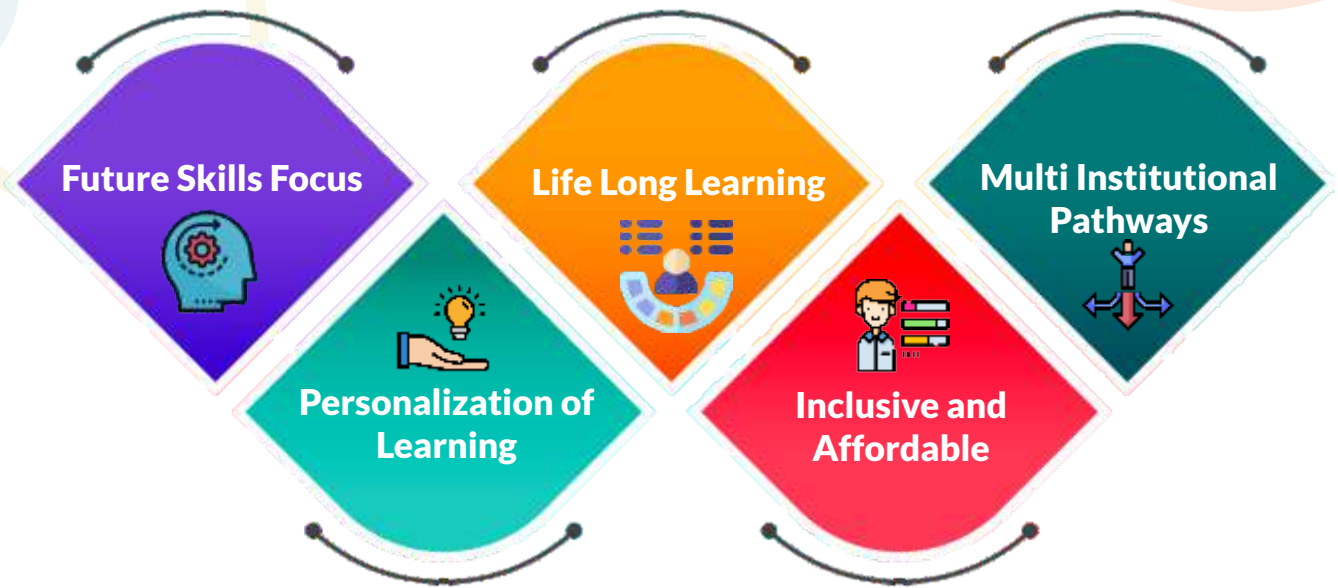 Future Skills Focus
Personalization of
Learning
Life Long Learning
Inclusive and
Affordable
Multi Institutional
Pathways